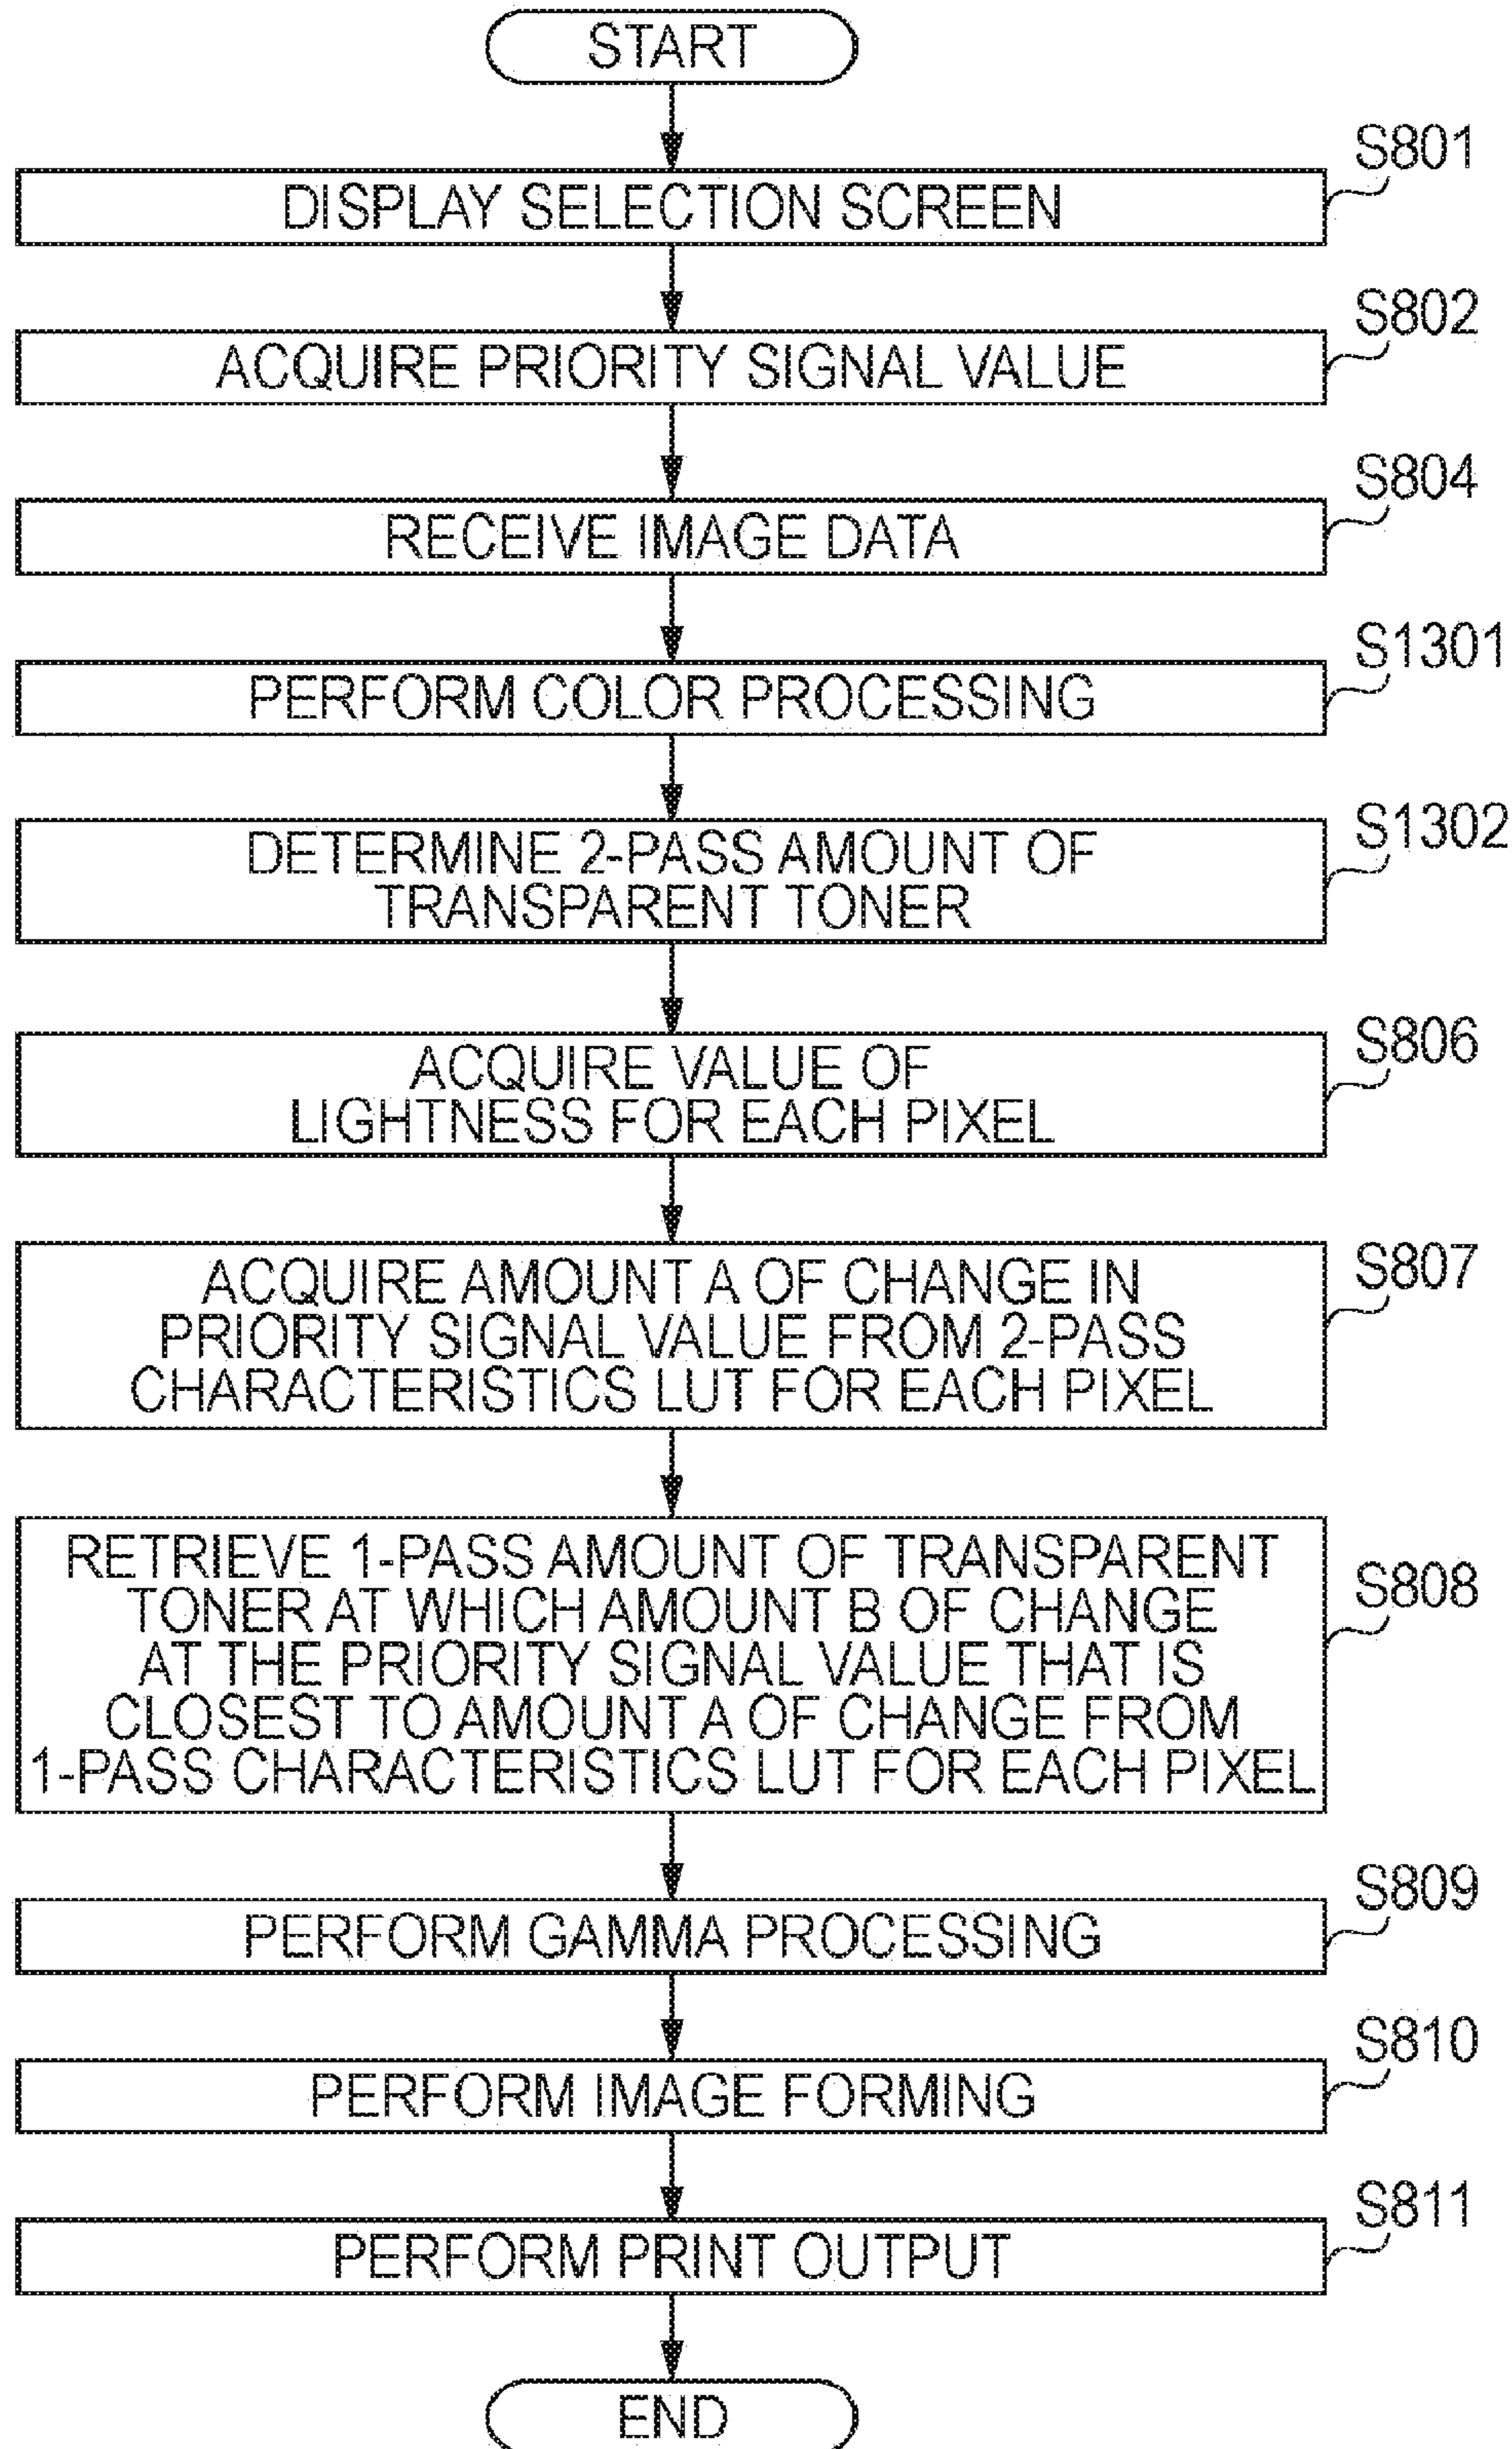 START
S801
DISPLAY SELECTION SCREEN
S802
ACQUIRE PRIORITY SIGNAL VALUE
S804
RECEIVE IMAGE DATA
S1301
PERFORM COLOR PROCESSING
S1302
DETERMINE 2-PASS AMOUNT OF
TRANSPARENT TONER
S806
ACQUIRE VALUE OF
LIGHTNESS FOR EACH PIXEL
S807
ACQUIRE AMOUNT A OF CHANGE IN
PRIORITY SIGNAL VALUE FROM 2-PASS
CHARACTERISTICS LUT FOR EACH PIXEL
S808
RETRIEVE 1-PASS AMOUNT OF TRANSPARENT
TONER AT WHICH AMOUNT B OF CHANGE
AT THE PRIORITY SIGNAL VALUE THAT IS
CLOSEST TO AMOUNT A OF CHANGE FROM
1-PASS CHARACTERISTICS LUT FOR EACH PIXEL
S809
PERFORM GAMMA PROCESSING
S810
PERFORM IMAGE FORMING
S811
PERFORM PRINT OUTPUT
END